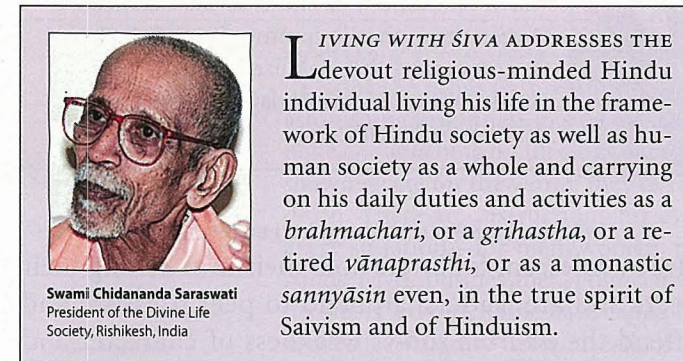 LIVING WITH ŚIVA ADDRESSES THE
devout religious-minded Hindu
individual living his life in the frame-
work of Hindu society as well as hu-
man society as a whole and carrying
on his daily duties and activities as a
brahmachari, or a gṛihastha, or a re-
tired vānaprasthi, or as a monastic
sannyāsin even, in the true spirit of
Saivism and of Hinduism.
Swami Chidananda Saraswati
President of the Divine Life
Society, Rishikesh, India